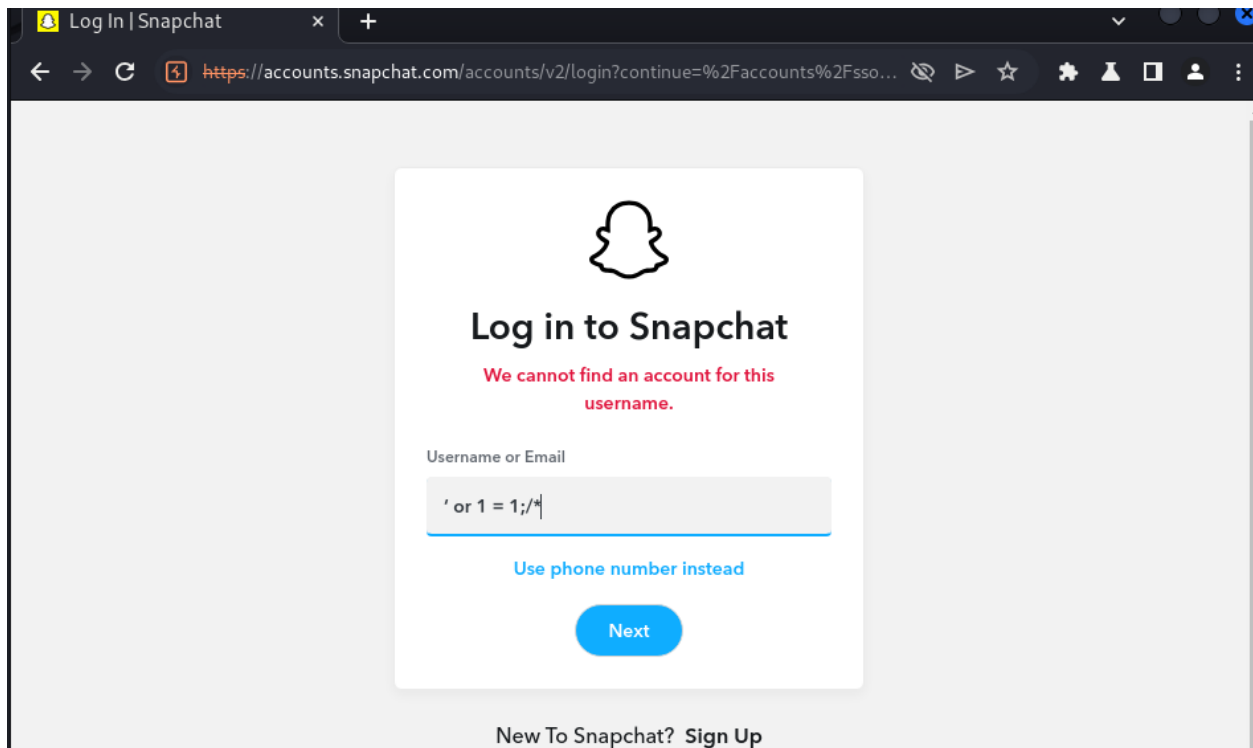 Log In | Snapchat
https://accounts.snapchat.com/accounts/v2/login?continue=%2Faccounts%2Fsso...
Log in to Snapchat
We cannot find an account for this
username.
Username or Email
' or 1 = 1;/*
Use phone number instead
Next
New To Snapchat? Sign Up